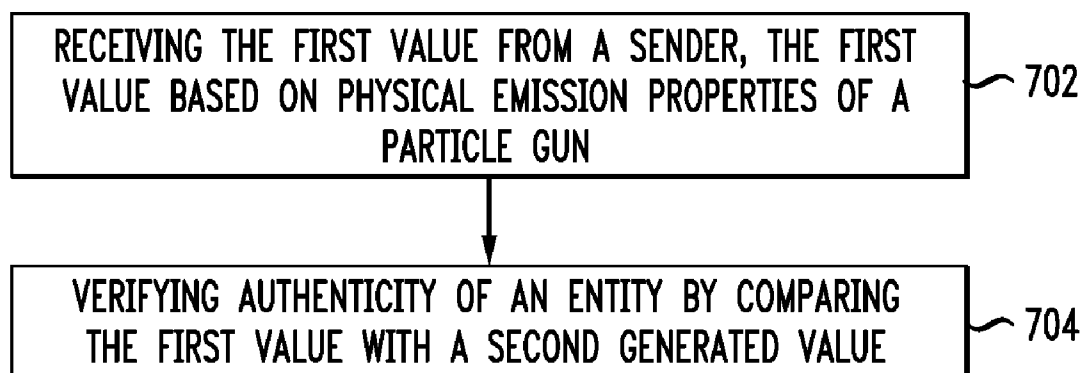 RECEIVING THE FIRST VALUE FROM A SENDER, THE FIRST
VALUE BASED ON PHYSICAL EMISSION PROPERTIES OF A
PARTICLE GUN
702
VERIFYING AUTHENTICITY OF AN ENTITY BY COMPARING
THE FIRST VALUE WITH A SECOND GENERATED VALUE
704